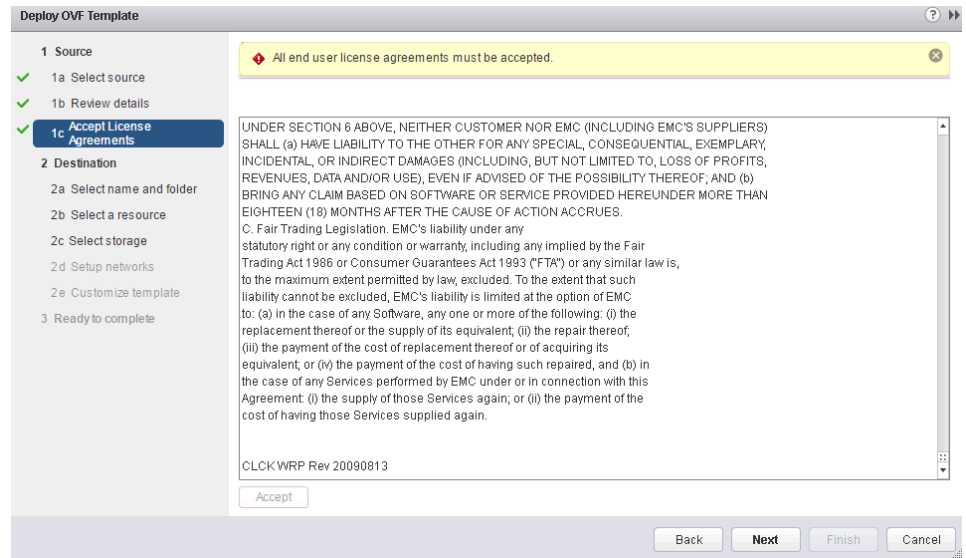 Deploy OVF Template
1 Source
1a Select source
1b Review details
1c Accept License
Agreements
2 Destination
2a Select name and folder
2b Select a resource
2c Select storage
2d Setup networks
2e Customize template
3 Ready to complete
All end user license agreements must be accepted.
UNDER SECTION 6 ABOVE, NEITHER CUSTOMER NOR EMC (INCLUDING EMC'S SUPPLIERS)
SHALL (a) HAVE LIABILITY TO THE OTHER FOR ANY SPECIAL, CONSEQUENTIAL, EXEMPLARY,
INCIDENTAL, OR INDIRECT DAMAGES (INCLUDING, BUT NOT LIMITED TO, LOSS OF PROFITS,
REVENUES, DATA AND/OR USE), EVEN IF ADVISED OF THE POSSIBILITY THEREOF; AND (b)
BRING ANY CLAIM BASED ON SOFTWARE OR SERVICE PROVIDED HEREUNDER MORE THAN
EIGHTEEN (18) MONTHS AFTER THE CAUSE OF ACTION ACCRUES.
C. Fair Trading Legislation. EMC's liability under any
statutory right or any condition or warranty, including any implied by the Fair
Trading Act 1986 or Consumer Guarantees Act 1993 ("FTA") or any similar law is,
to the maximum extent permitted by law, excluded. To the extent that such
liability cannot be excluded, EMC's liability is limited at the option of EMC
to: (a) in the case of any Software, any one or more of the following: (i) the
replacement thereof or the supply of its equivalent; (ii) the repair thereof;
(iii) the payment of the cost of replacement thereof or of acquiring its
equivalent; or (iv) the payment of the cost of having such repaired, and (b) in
the case of any Services performed by EMC under or in connection with this
Agreement: (i) the supply of those Services again; or (ii) the payment of the
cost of having those Services supplied again.
CLCK WRP Rev 20090813
Accept
Back
Next
Finish
Cancel